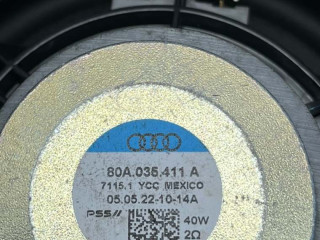 80A.035.411 A
7115.1 YCC MEXICO
05.05.22-10-14A
PSS//
40W
2Ω